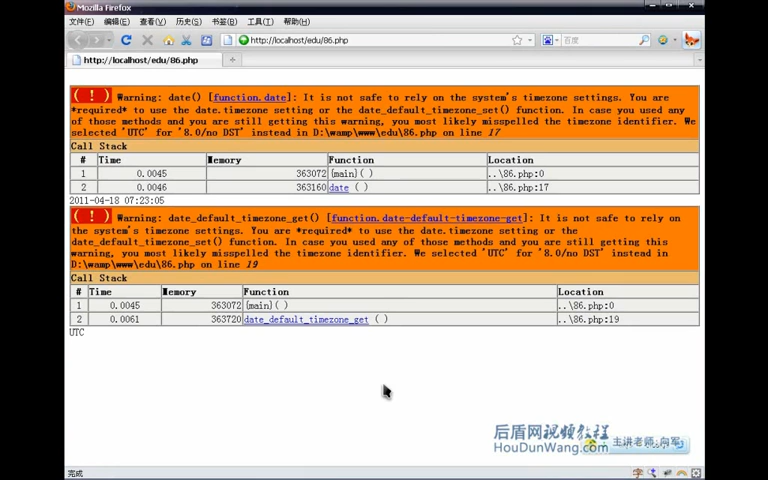 Mozilla Firefox
文件(F) 编辑(E) 查看(V) 历史(S) 书签(B) 工具(T) 帮助(H)
http://localhost/edu/86.php
百度
http://localhost/edu/86.php
( ! ) Warning: date() [function.date]: It is not safe to rely on the system's timezone settings. You are
*required* to use the date.timezone setting or the date_default_timezone_set() function. In case you used any
of those methods and you are still getting this warning, you most likely misspelled the timezone identifier. We
selected 'UTC' for '8.0/no DST' instead in D:\wamp\www\edu\86.php on line 17
Call Stack
# Time Memory Function Location
1 0.0045 363072 {main}( ) ..\86.php:0
2 0.0046 363160 date ( ) ..\86.php:17
2011-04-18 07:23:05
( ! ) Warning: date_default_timezone_get() [function.date-default-timezone-get]: It is not safe to rely on
the system's timezone settings. You are *required* to use the date.timezone setting or the
date_default_timezone_set() function. In case you used any of those methods and you are still getting this
warning, you most likely misspelled the timezone identifier. We selected 'UTC' for '8.0/no DST' instead in
D:\wamp\www\edu\86.php on line 19
Call Stack
# Time Memory Function Location
1 0.0045 363072 {main}( ) ..\86.php:0
2 0.0061 363720 date_default_timezone_get ( ) ..\86.php:19
UTC
后盾网视频教程
主讲老师:向军
HouDunWang.com
完成